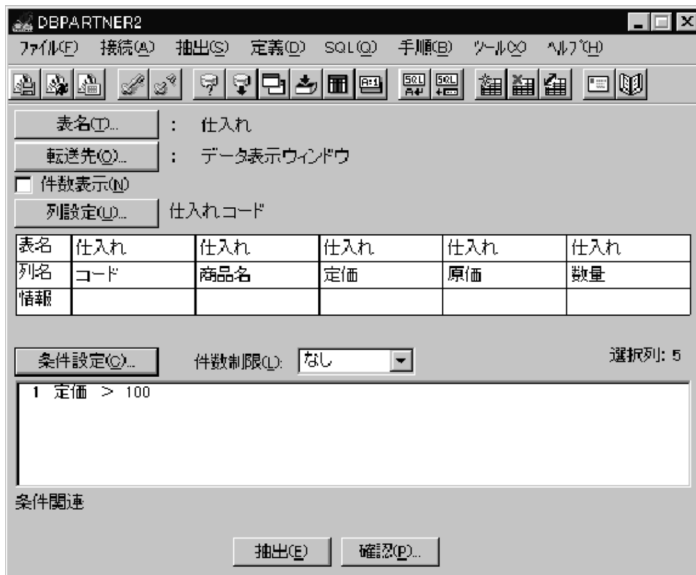 DBPARTNER2
ファイル(F) 接続(A) 抽出(S) 定義(D) SQL(Q) 手順(B) ツール(X) ヘルプ(H)
表名(T)... : 仕入れ
転送先(O)... : データ表示ウィンドウ
件数表示(N)
列設定(U)... 仕入れコード
表名 仕入れ 仕入れ 仕入れ 仕入れ 仕入れ
列名 コード 商品名 定価 原価 数量
情報
条件設定(C)... 件数制限(L): なし 選択列: 5
1 定価 > 100
条件関連
抽出(E) 確認(P)...